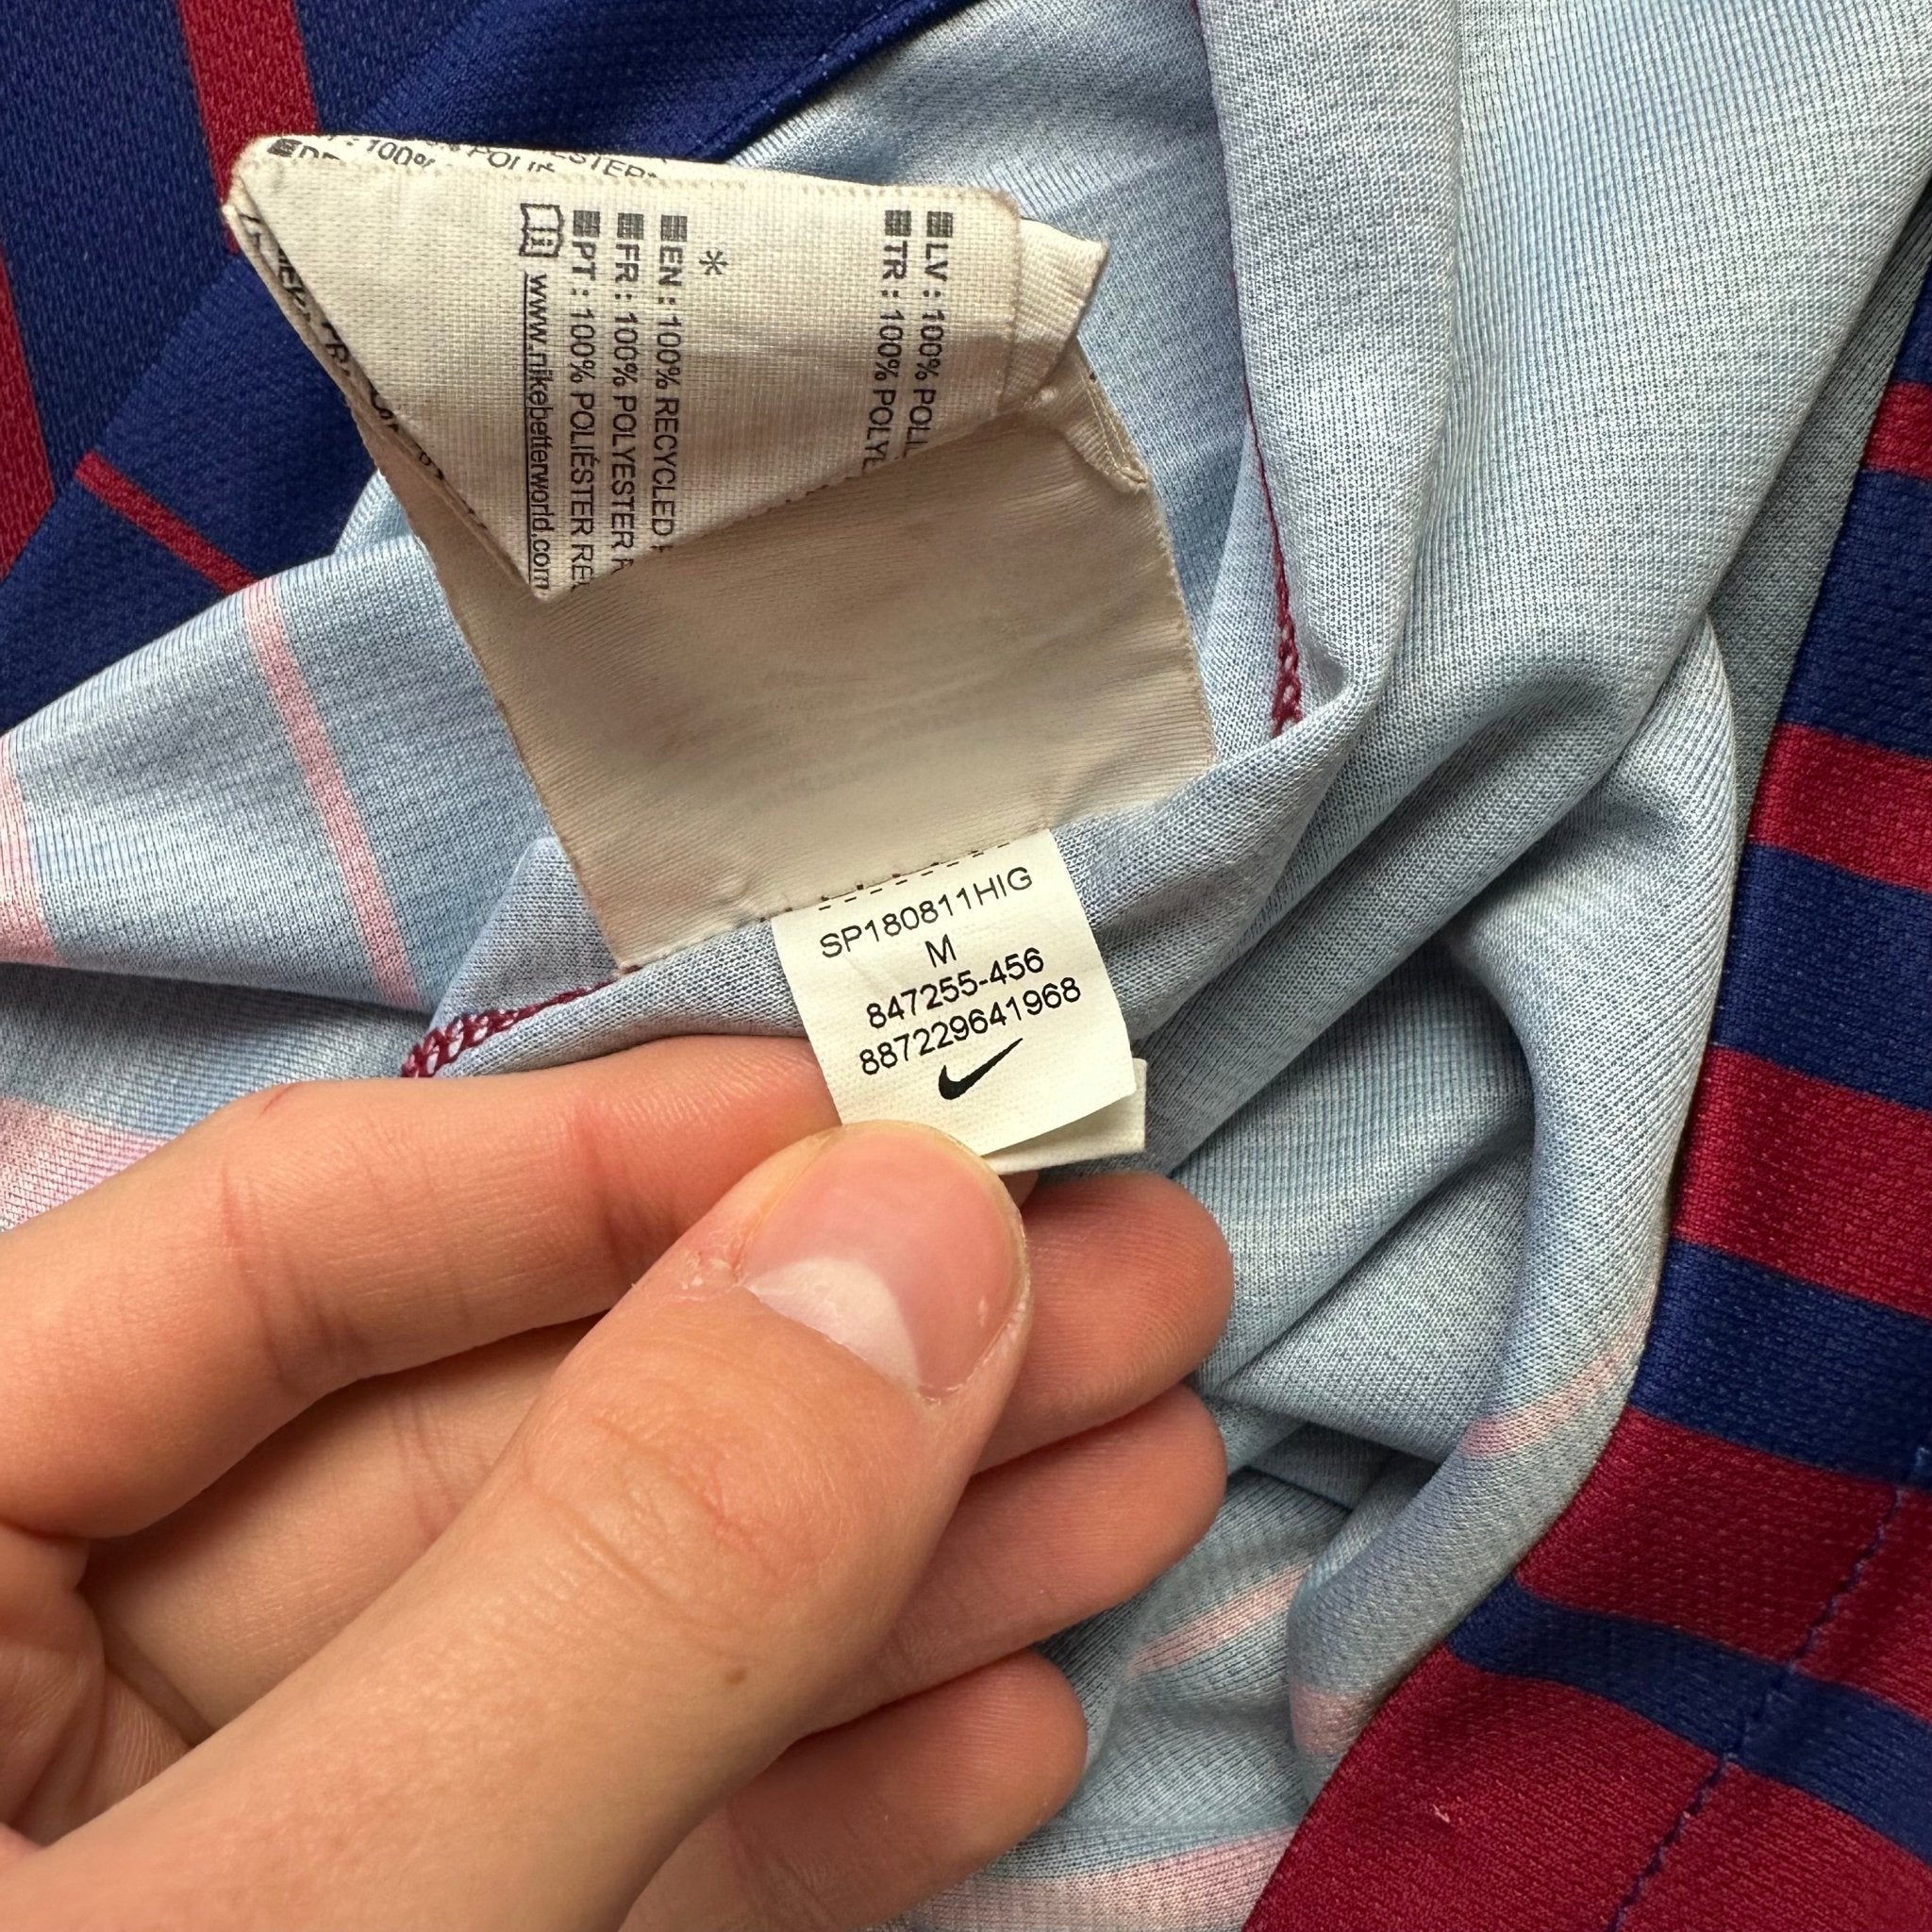 LV : 100% POLI
TR : 100% POLYE
*
EN : 100% RECYCLED P
FR : 100% POLYESTER R
PT : 100% POLIÉSTER REC
www.nikebetterworld.com
SP180811HIG
M
847255-456
887229641968